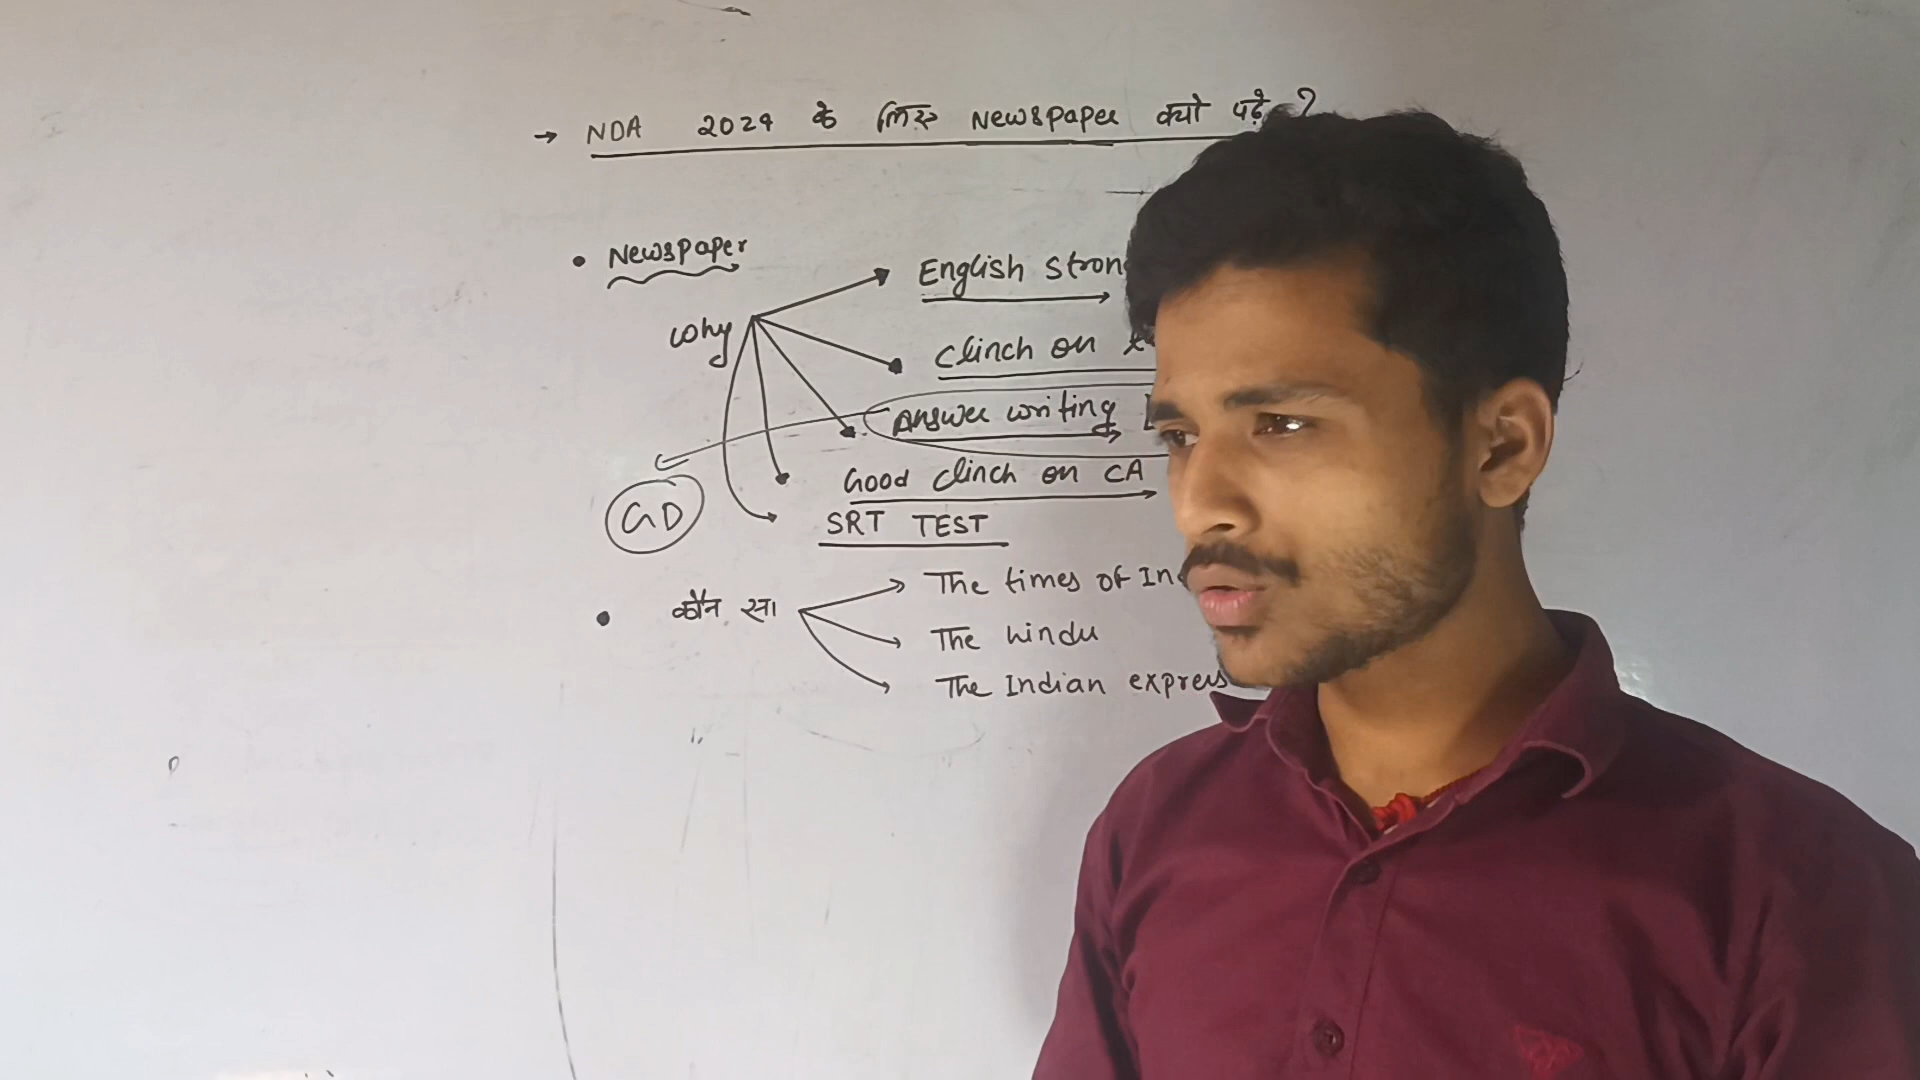 → NDA 2024 के लिए Newspaper क्यो पढ़े ?
• Newspaper
English stron
why
clinch on
Answer writing
Good clinch on CA
GD
SRT TEST
The times of In
• कौन सा
The hindu
The Indian express